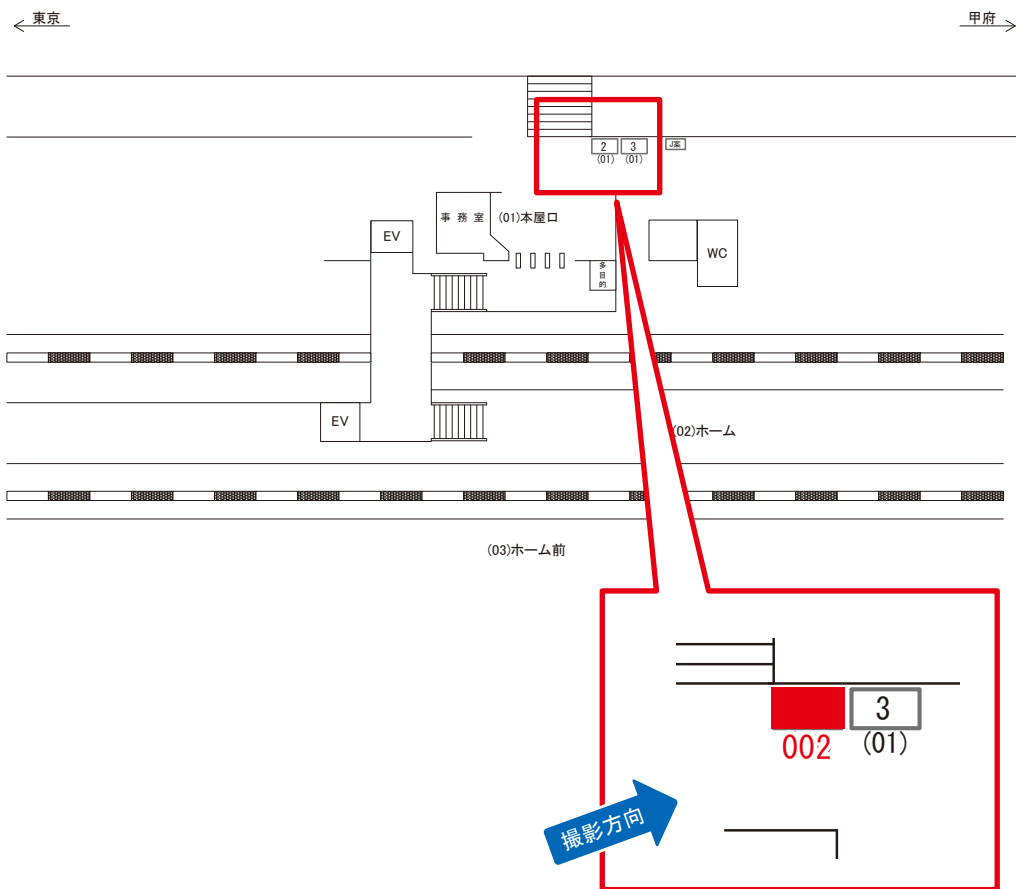 東京
甲府
2
3
(01)
(01)
J案
事務室
(01)本屋口
EV
WC
多目的
EV
(02)ホーム
(03)ホーム前
3
002
(01)
撮影方向